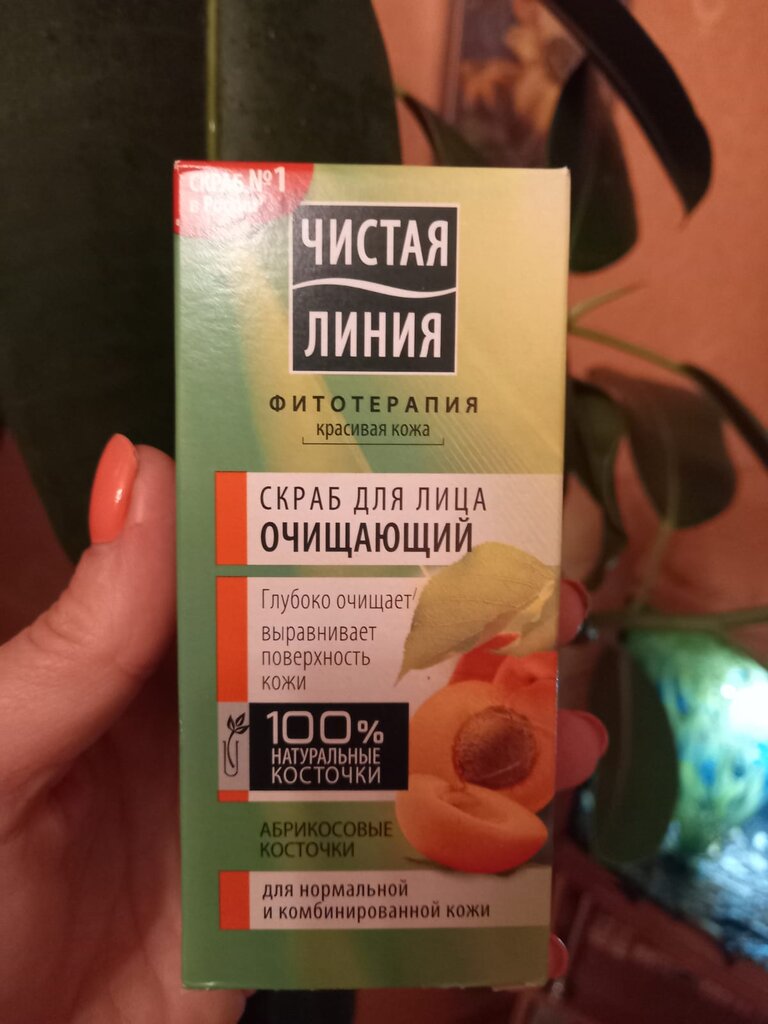 СКРАБ №1
в России
ЧИСТАЯ
ЛИНИЯ
ФИТОТЕРАПИЯ
красивая кожа
СКРАБ ДЛЯ ЛИЦА
ОЧИЩАЮЩИЙ
Глубоко очищает
выравнивает
поверхность
кожи
100%
НАТУРАЛЬНЫЕ
КОСТОЧКИ
АБРИКОСОВЫЕ
КОСТОЧКИ
для нормальной
и комбинированной кожи